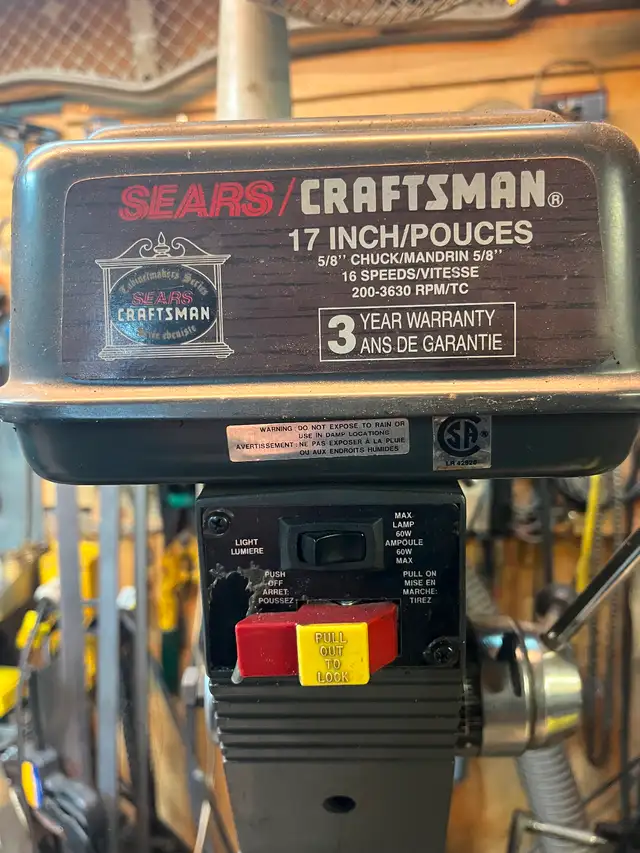 SEARS/CRAFTSMAN®
17 INCH/POUCES
5/8'' CHUCK/MANDRIN 5/8''
16 SPEEDS/VITESSE
200-3630 RPM/TC
3 YEAR WARRANTY
ANS DE GARANTIE
Cabinetmakers Series
SEARS
CRAFTSMAN
WARNING: DO NOT EXPOSE TO RAIN OR
USE IN DAMP LOCATIONS
AVERTISSEMENT: NE PAS EXPOSER À LA PLUIE
OU AUX ENDROITS HUMIDES
LIGHT
LUMIERE
MAX
LAMP
60W
AMPOULE
60W
MAX
PUSH
OFF
ARRET:
POUSSEZ
PULL ON
MISE EN
MARCHE:
TIREZ
PULL
OUT
TO
LOCK